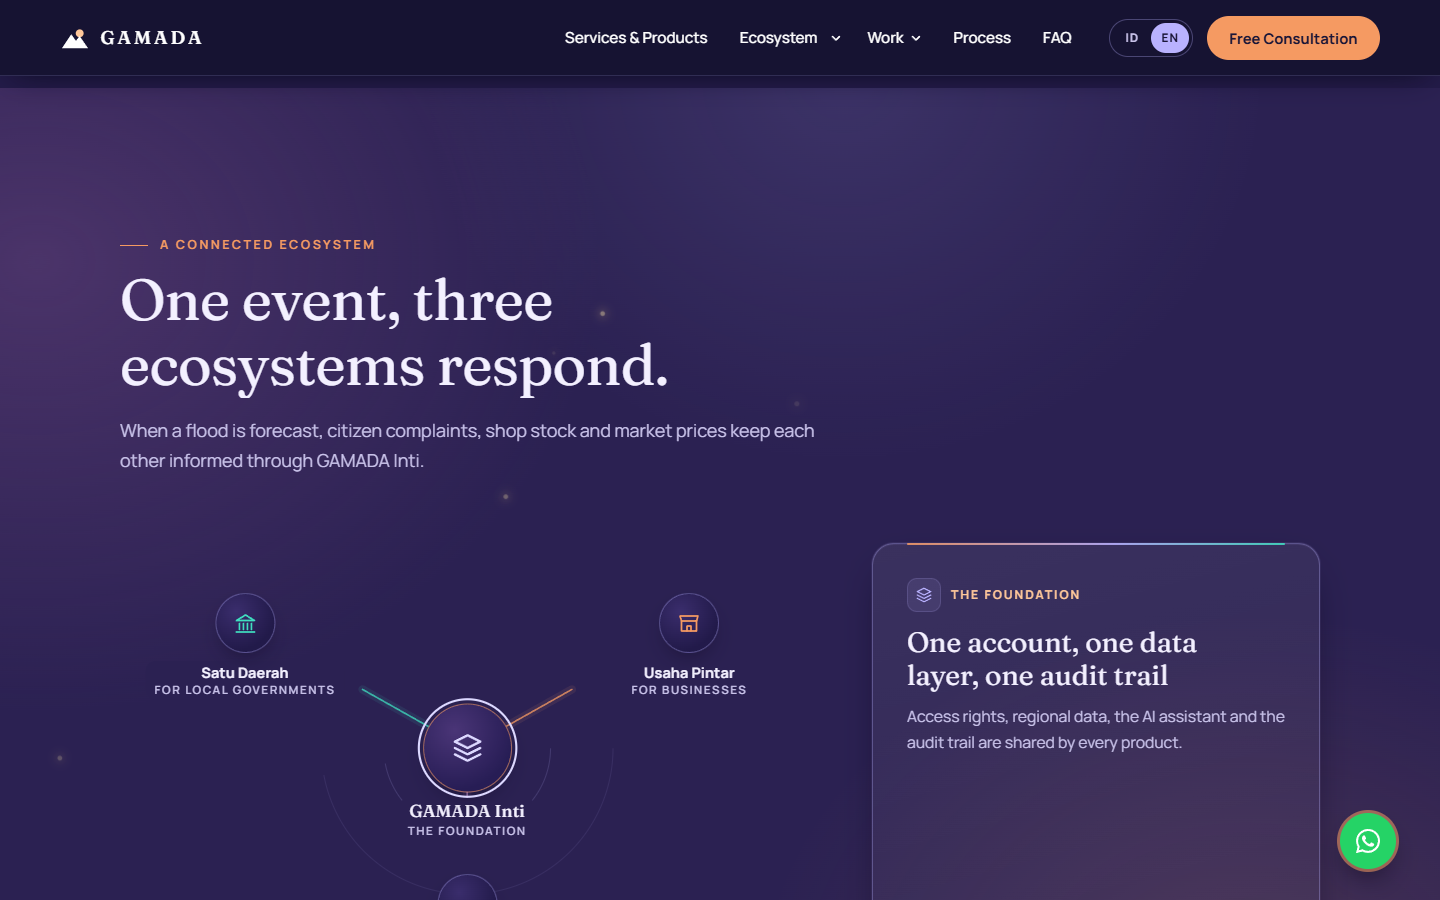 GAMADA
Services & Products
Ecosystem
Work
Process
FAQ
ID
EN
Free Consultation
A CONNECTED ECOSYSTEM
One event, three
ecosystems respond.
When a flood is forecast, citizen complaints, shop stock and market prices keep each
other informed through GAMADA Inti.
Satu Daerah
FOR LOCAL GOVERNMENTS
Usaha Pintar
FOR BUSINESSES
GAMADA Inti
THE FOUNDATION
THE FOUNDATION
One account, one data
layer, one audit trail
Access rights, regional data, the AI assistant and the
audit trail are shared by every product.